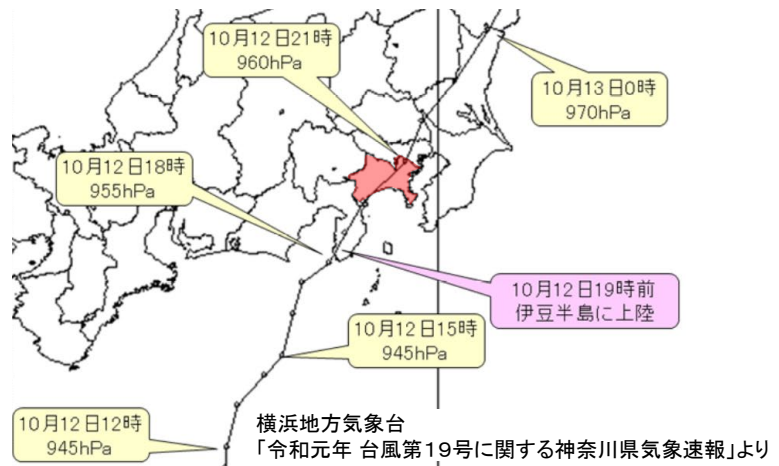 10月12日21時
960hPa
10月13日0時
970hPa
10月12日18時
955hPa
10月12日19時前
伊豆半島に上陸
10月12日15時
945hPa
10月12日12時
945hPa
横浜地方気象台
「令和元年 台風第19号に関する神奈川県気象速報」より